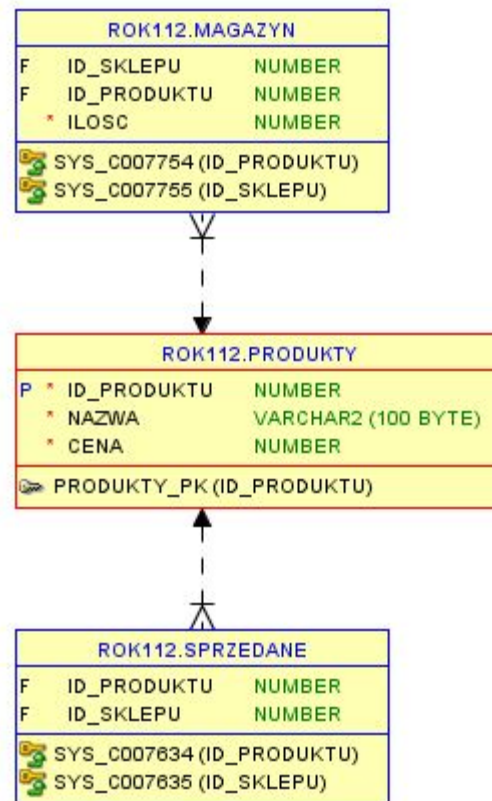 ROK112.MAGAZYN
F ID_SKLEPU NUMBER
F ID_PRODUKTU NUMBER
* ILOSC NUMBER
SYS_C007754 (ID_PRODUKTU)
SYS_C007755 (ID_SKLEPU)
ROK112.PRODUKTY
P * ID_PRODUKTU NUMBER
* NAZWA VARCHAR2 (100 BYTE)
* CENA NUMBER
PRODUKTY_PK (ID_PRODUKTU)
ROK112.SPRZEDANE
F ID_PRODUKTU NUMBER
F ID_SKLEPU NUMBER
SYS_C007634 (ID_PRODUKTU)
SYS_C007635 (ID_SKLEPU)